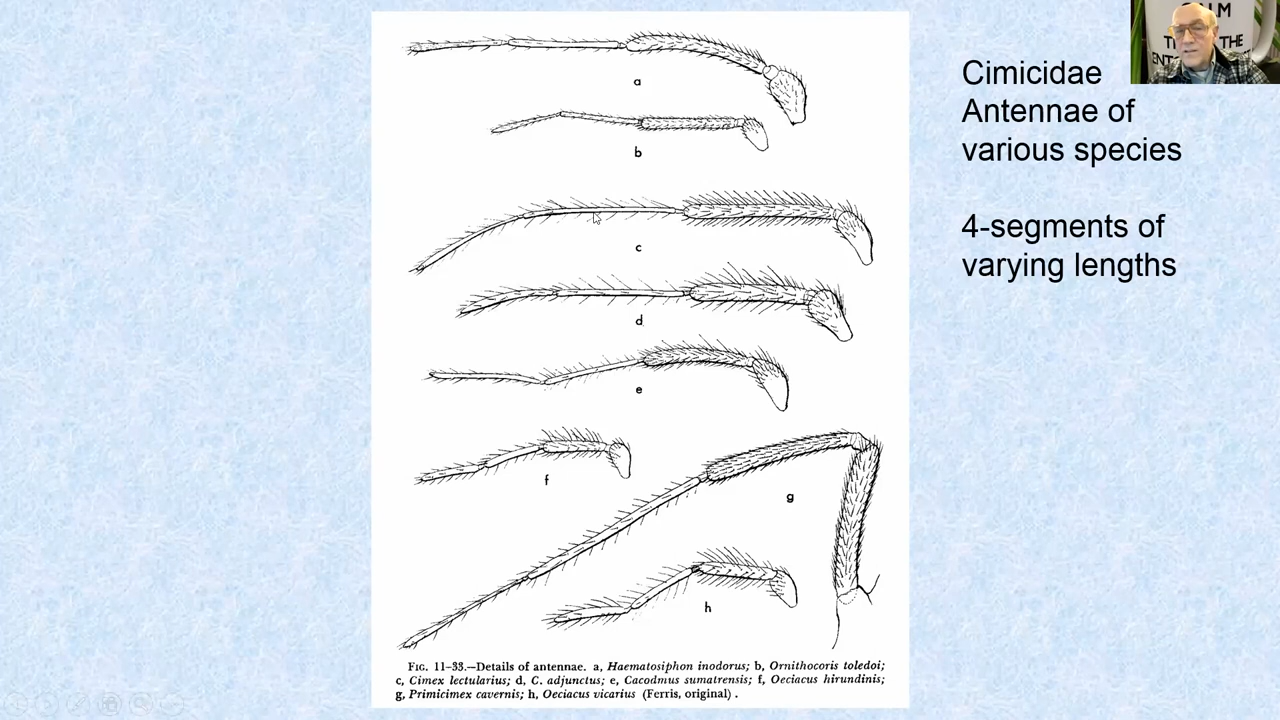 a
b
c
d
e
f
g
h
FIG. 11-33.—Details of antennae. a, Haematosiphon inodorus; b, Ornithocoris toledoi;
c, Cimex lectularius; d, C. adjunctus; e, Cacodmus sumatrensis; f, Oeciacus hirundinis;
g, Primicimex cavernis; h, Oeciacus vicarius (Ferris, original).
Cimicidae
Antennae of
various species
4-segments of
varying lengths
THE